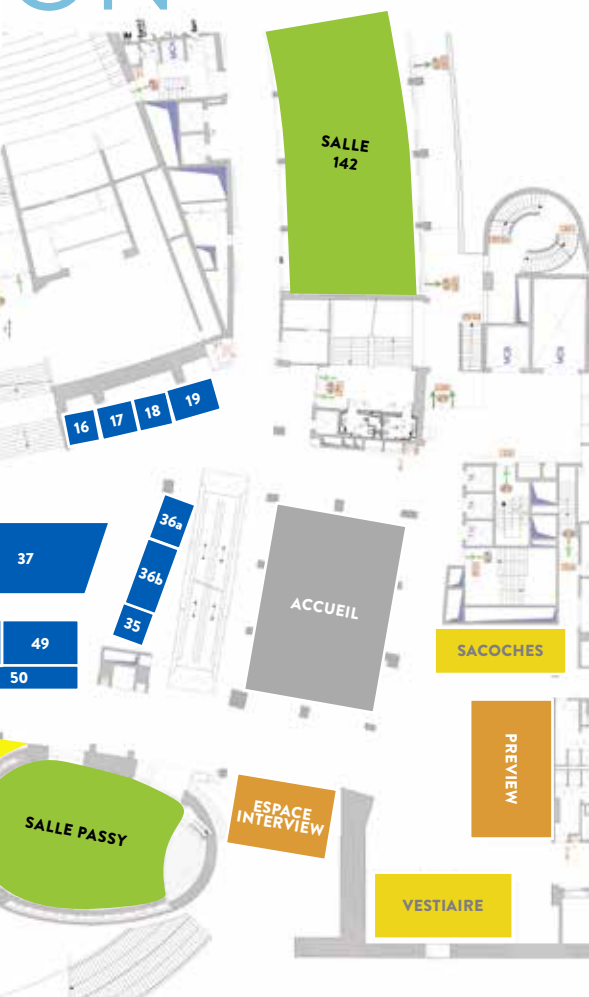 ON
SALLE
142
16
17
18
19
36a
36b
35
37
49
50
ACCUEIL
SACOCHES
PREVIEW
ESPACE
INTERVIEW
SALLE PASSY
VESTIAIRE